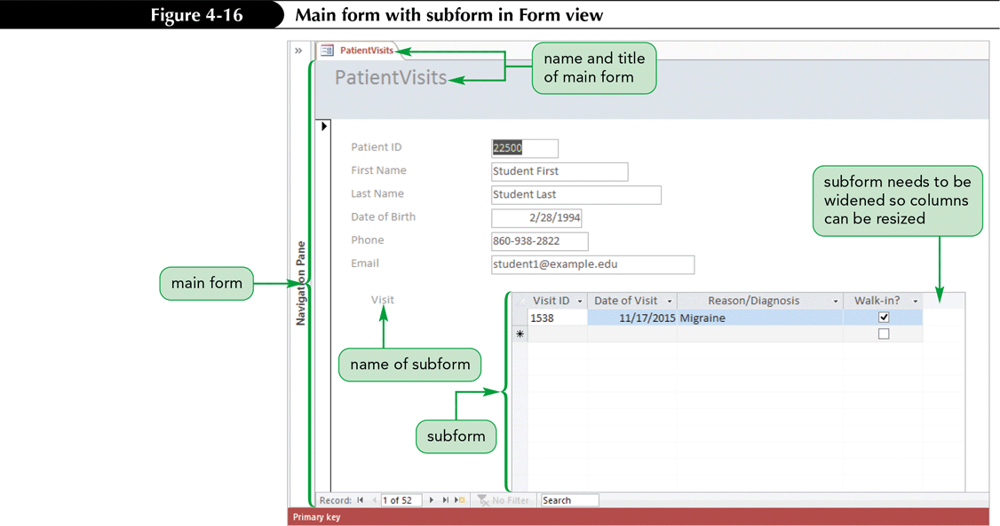 Figure 4-16 Main form with subform in Form view
PatientVisits
name and title
of main form
PatientVisits
Patient ID 22500
First Name Student First
Last Name Student Last
Date of Birth 2/28/1994
Phone 860-938-2822
Email student1@example.edu
subform needs to be
widened so columns
can be resized
Navigation Pane
main form
Visit
Visit ID Date of Visit Reason/Diagnosis Walk-in?
1538 11/17/2015 Migraine
name of subform
subform
Record: 1 of 52 No Filter Search
Primary key